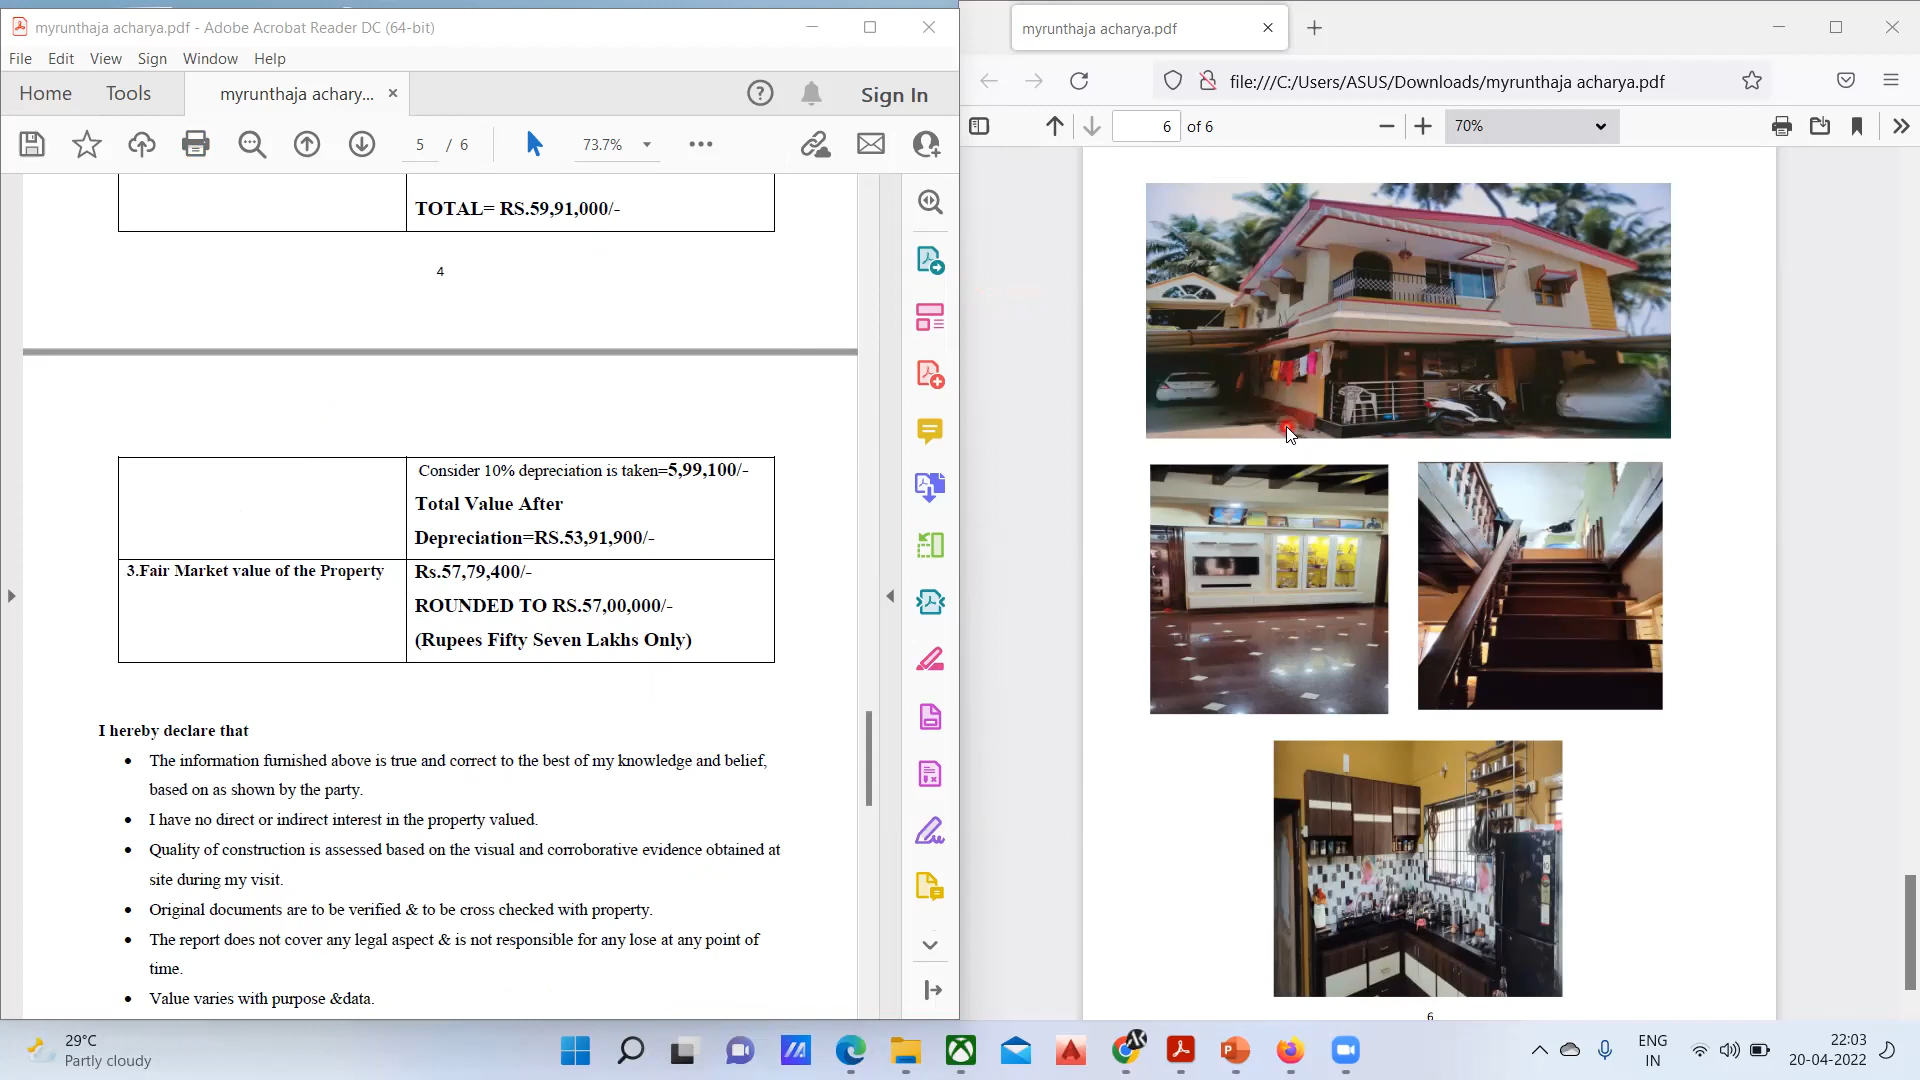 myrunthaja acharya.pdf - Adobe Acrobat Reader DC (64-bit)
File Edit View Sign Window Help
Home Tools myrunthaja achary... Sign In
5 / 6 73.7%
TOTAL= RS.59,91,000/-
4
Consider 10% depreciation is taken=5,99,100/-
Total Value After
Depreciation=RS.53,91,900/-
3.Fair Market value of the Property Rs.57,79,400/-
ROUNDED TO RS.57,00,000/-
(Rupees Fifty Seven Lakhs Only)
I hereby declare that
• The information furnished above is true and correct to the best of my knowledge and belief,
based on as shown by the party.
• I have no direct or indirect interest in the property valued.
• Quality of construction is assessed based on the visual and corroborative evidence obtained at
site during my visit.
• Original documents are to be verified & to be cross checked with property.
• The report does not cover any legal aspect & is not responsible for any lose at any point of
time.
• Value varies with purpose &data.
myrunthaja acharya.pdf
file:///C:/Users/ASUS/Downloads/myrunthaja acharya.pdf
6 of 6 70%
6
29°C
Partly cloudy
ENG
IN
22:03
20-04-2022